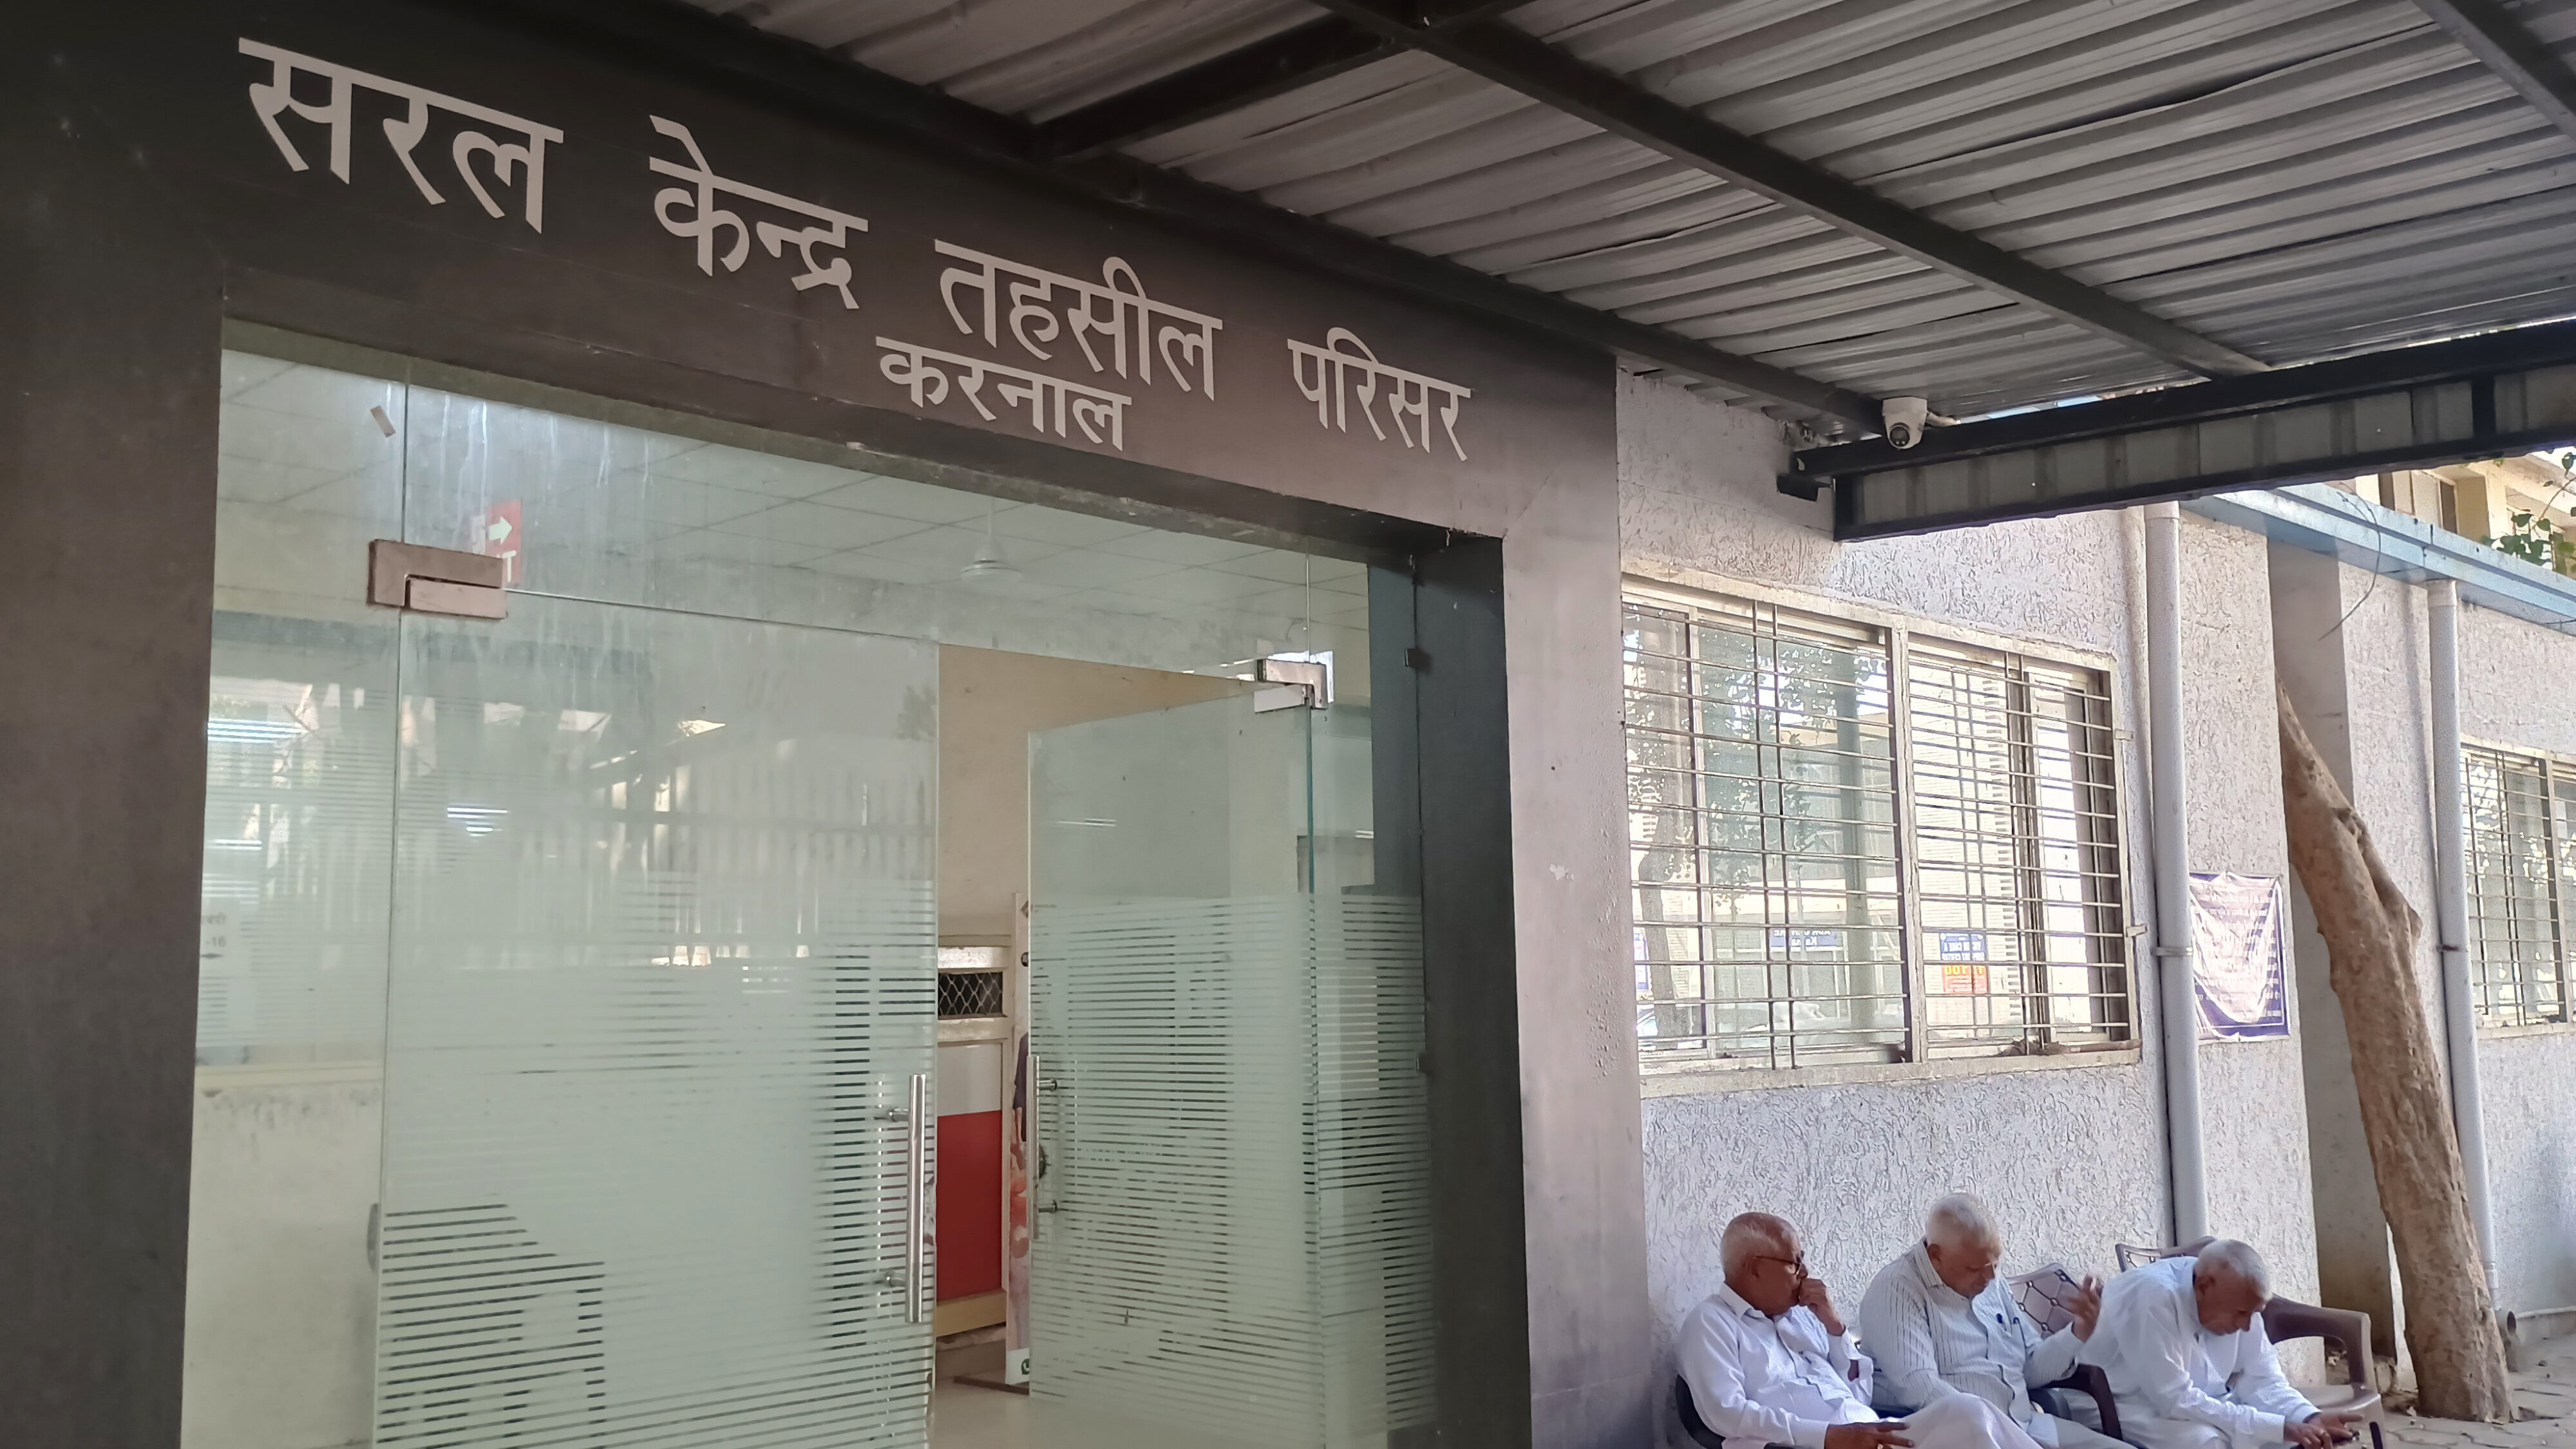 सरल केन्द्र तहसील परिसर
करनाल